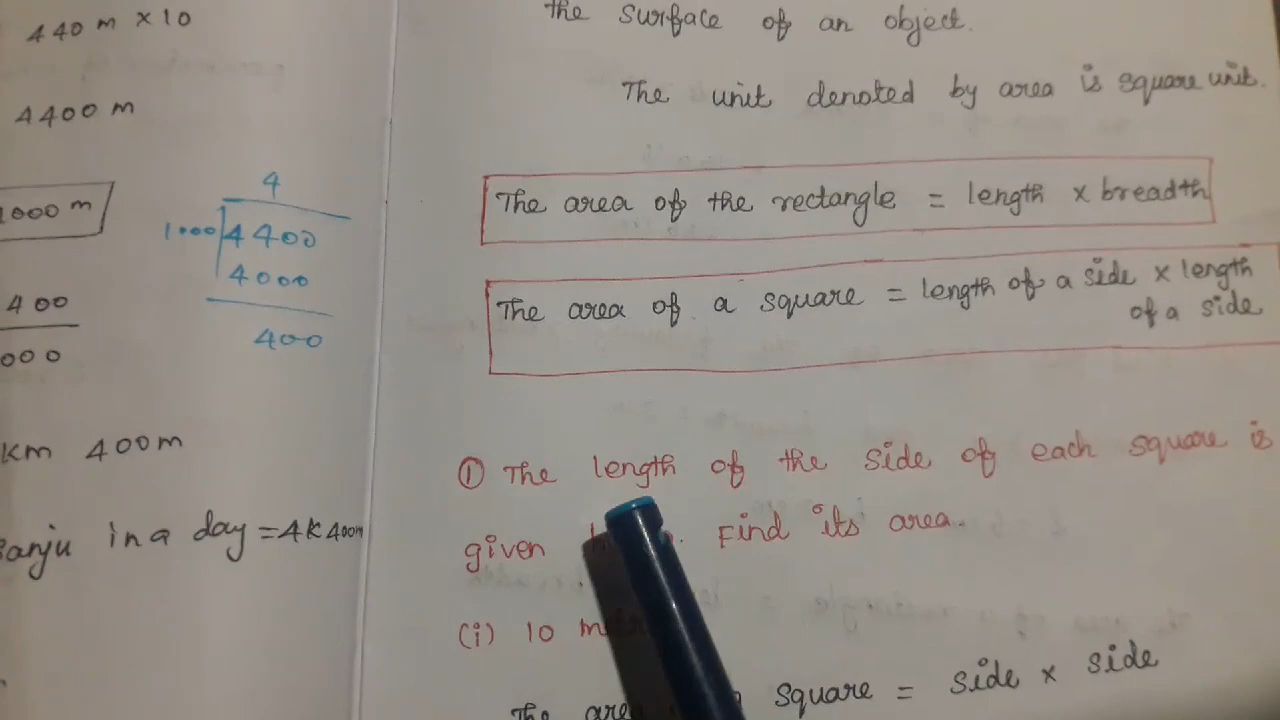 440 m × 10
4400 m
1000 m
400
000
km 400 m
in a day = 4K 400m
4
1000 4400
4000
400
the surface of an object.
The unit denoted by area is square unit.
The area of the rectangle = length × breadth
The area of a square = length of a side × length
of a side
① The length of the side of each square is
given Find its area.
(i) 10
The square = side × side